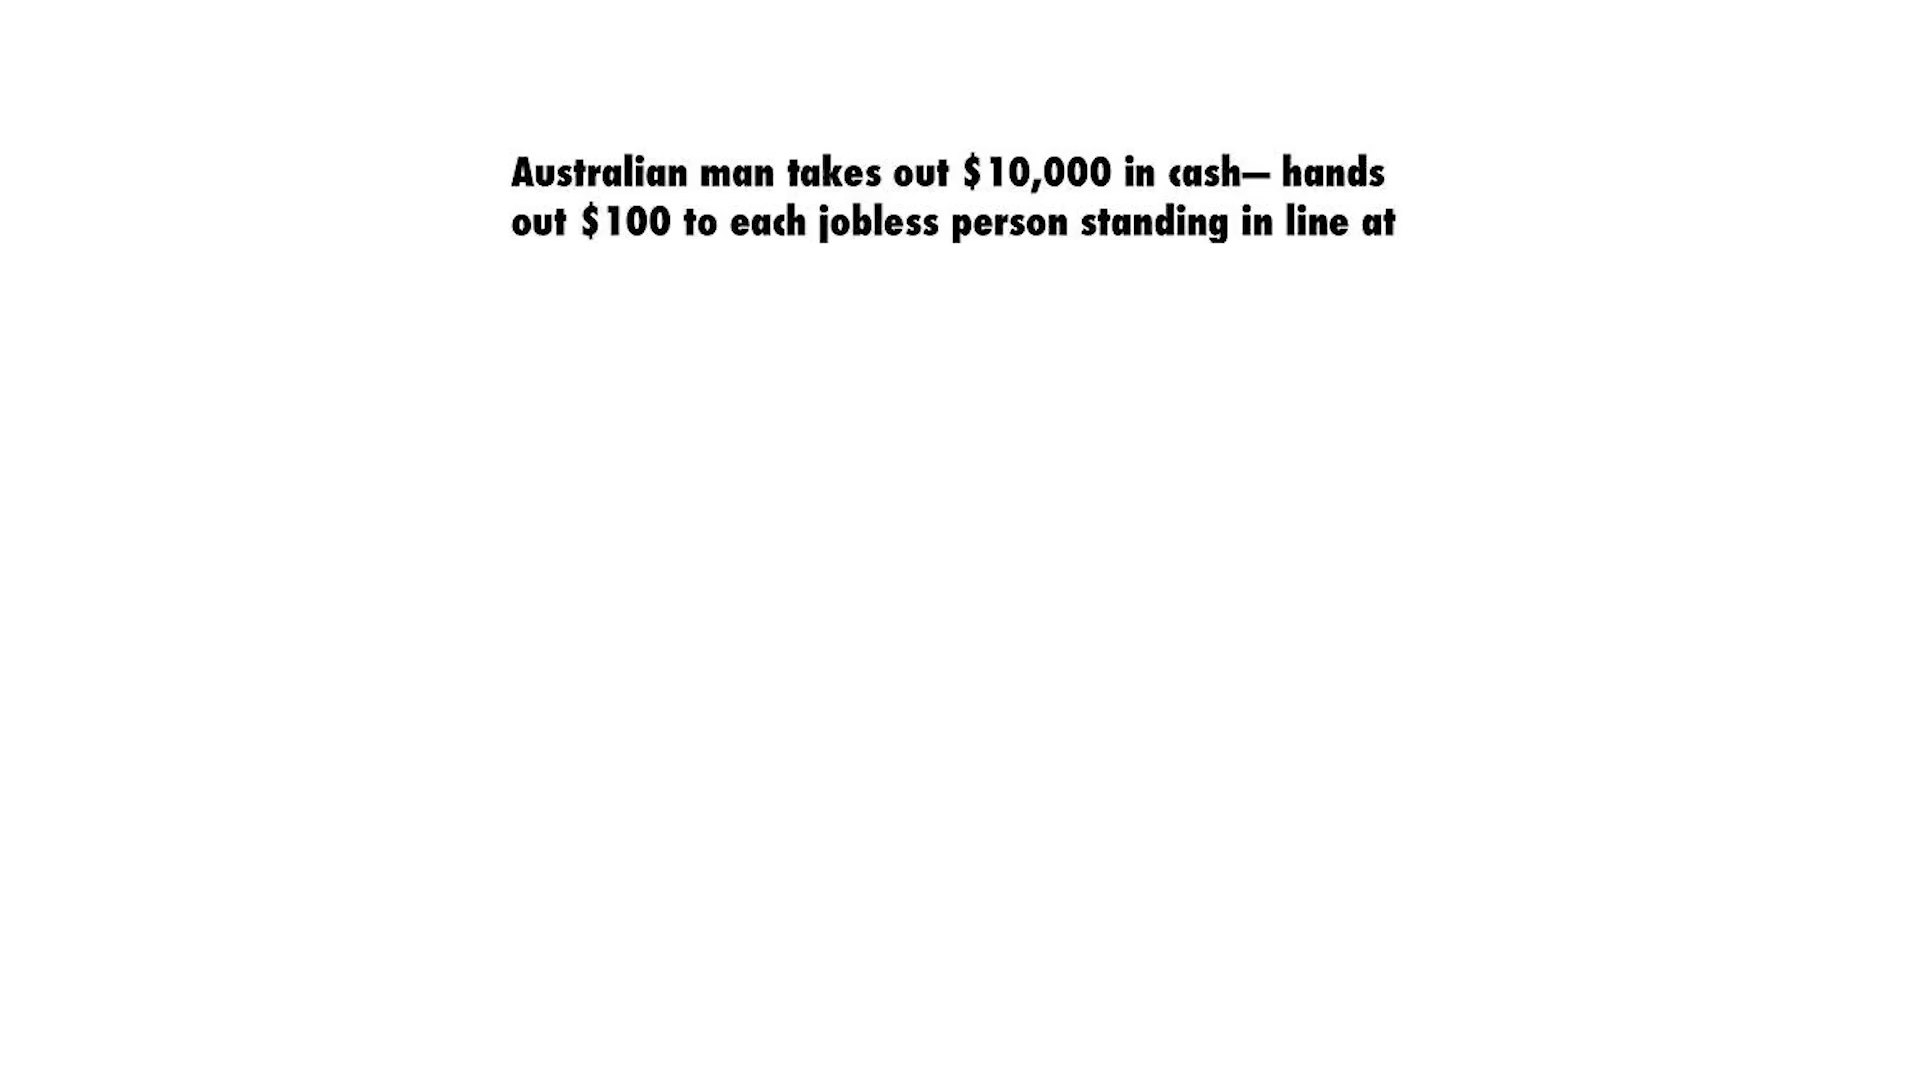 Australian man takes out $10,000 in cash— hands
out $100 to each jobless person standing in line at